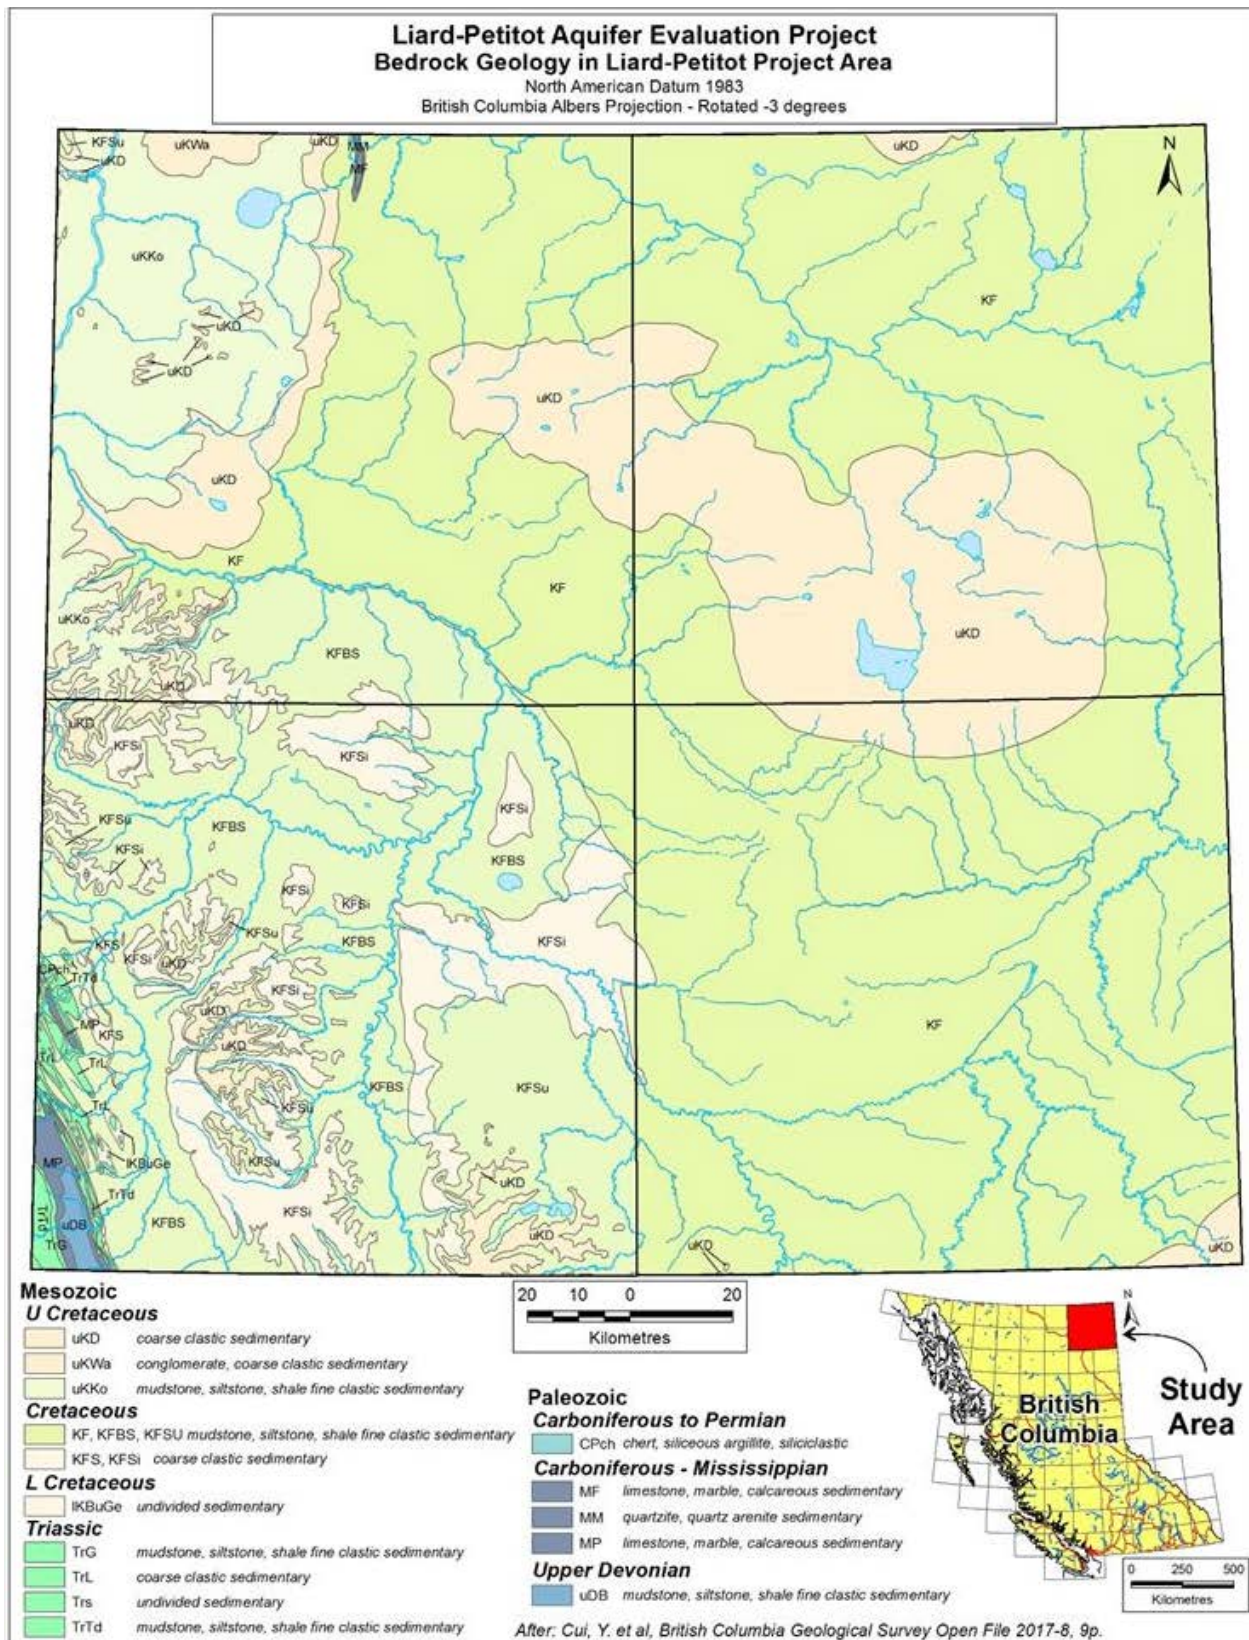 Liard-Petitot Aquifer Evaluation Project
Bedrock Geology in Liard-Petitot Project Area
North American Datum 1983
British Columbia Albers Projection - Rotated -3 degrees
KFSu
uKD
uKWa
uKD
MM
MF
uKD
N
uKKo
uKD
uKD
KF
uKD
uKD
KF
KF
uKKo
KFBS
uKD
uKD
uKD
KFSi
KFSi
KFSi
KFSu
KFSi
KFBS
KFBS
KFSi
KFSi
KFSu
KFBS
KFSi
KFS
KFSi
uKD
CPch
TrTd
KFSi
uKD
MP
KFS
KF
uKD
TrL
TrL
KFBS
KFSu
TrL
KFSu
IKBuGe
MP
KFSu
uKD
TrTd
TrTd
uDB
KFBS
KFSi
TrG
uKD
uKD
uKD
Mesozoic
U Cretaceous
uKD coarse clastic sedimentary
uKWa conglomerate, coarse clastic sedimentary
uKKo mudstone, siltstone, shale fine clastic sedimentary
Cretaceous
KF, KFBS, KFSU mudstone, siltstone, shale fine clastic sedimentary
KFS, KFSi coarse clastic sedimentary
L Cretaceous
IKBuGe undivided sedimentary
Triassic
TrG mudstone, siltstone, shale fine clastic sedimentary
TrL coarse clastic sedimentary
Trs undivided sedimentary
TrTd mudstone, siltstone, shale fine clastic sedimentary
20 10 0 20
Kilometres
Paleozoic
Carboniferous to Permian
CPch chert, siliceous argillite, siliciclastic
Carboniferous - Mississippian
MF limestone, marble, calcareous sedimentary
MM quartzite, quartz arenite sedimentary
MP limestone, marble, calcareous sedimentary
Upper Devonian
uDB mudstone, siltstone, shale fine clastic sedimentary
N
British
Columbia
Study
Area
0 250 500
Kilometres
After: Cui, Y. et al, British Columbia Geological Survey Open File 2017-8, 9p.